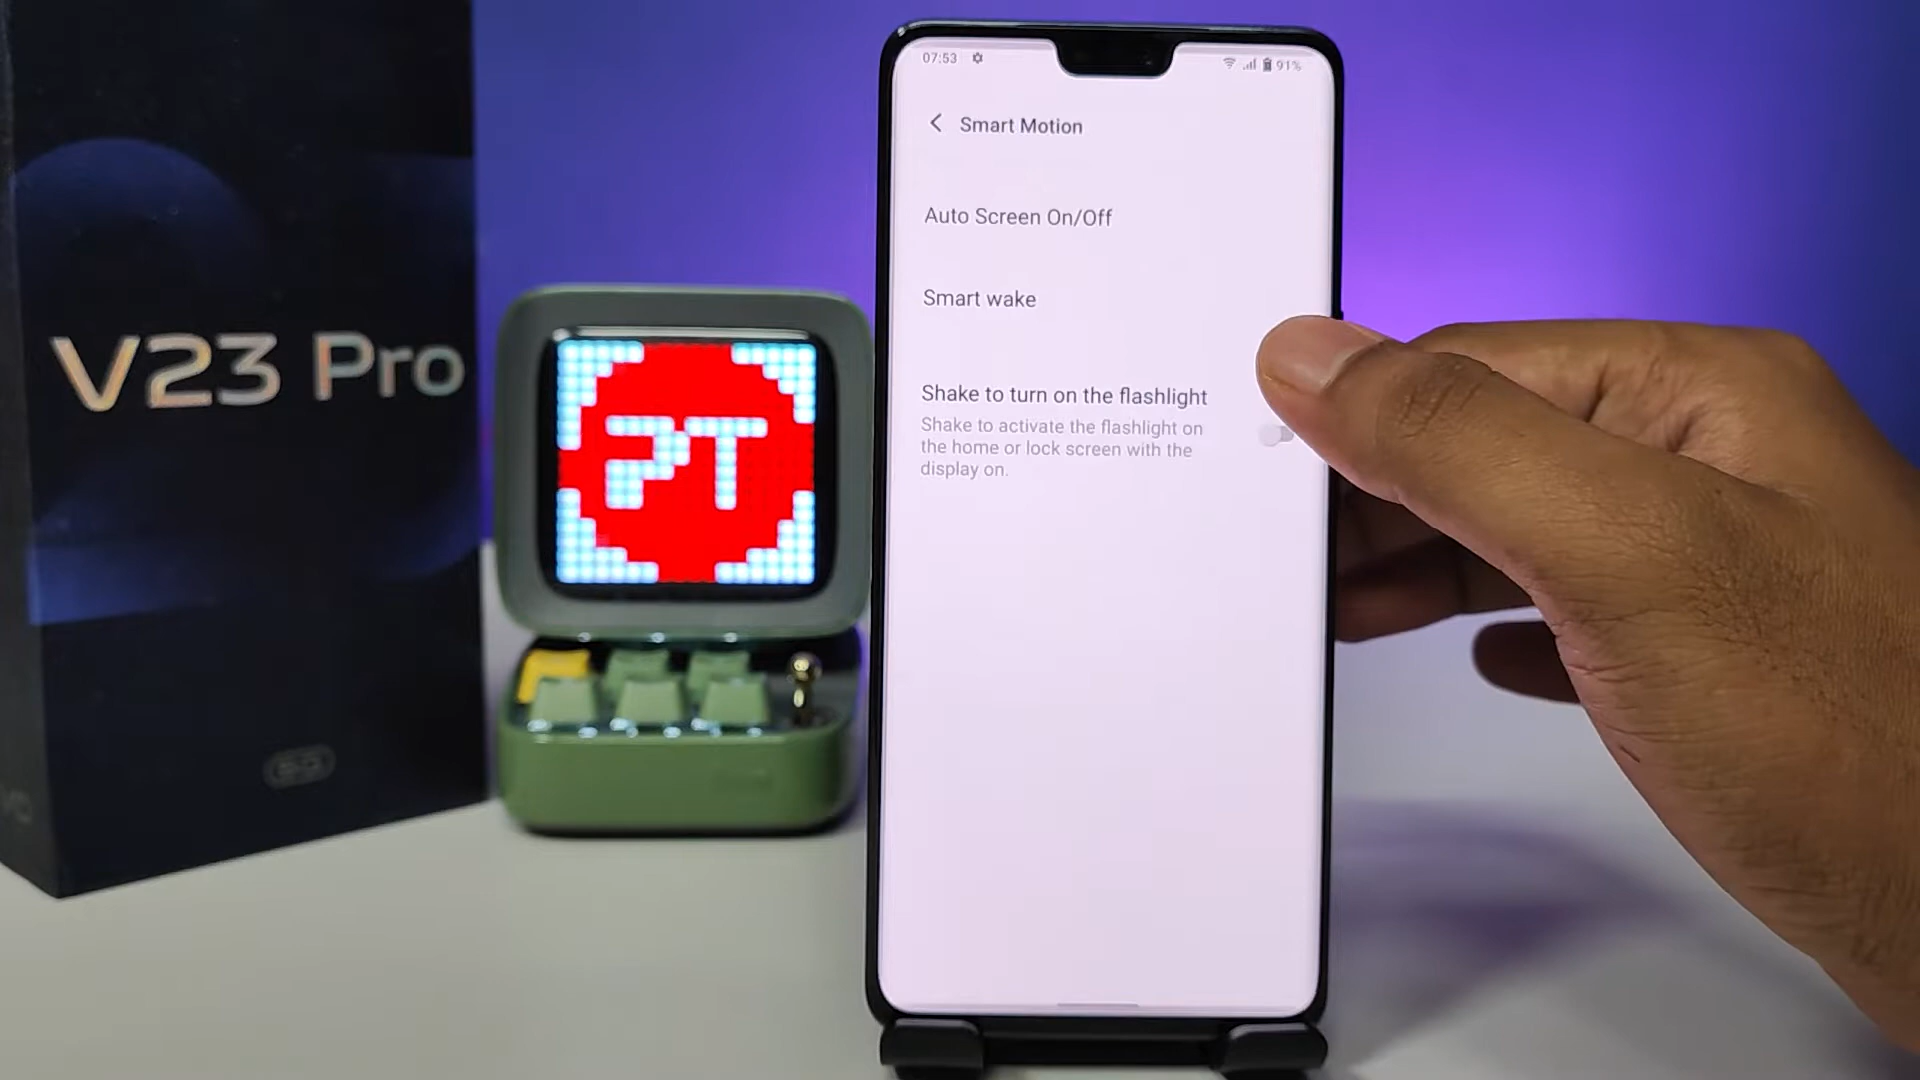 V23 Pro
PT
07:53
91%
Smart Motion
Auto Screen On/Off
Smart wake
Shake to turn on the flashlight
Shake to activate the flashlight on
the home or lock screen with the
display on.